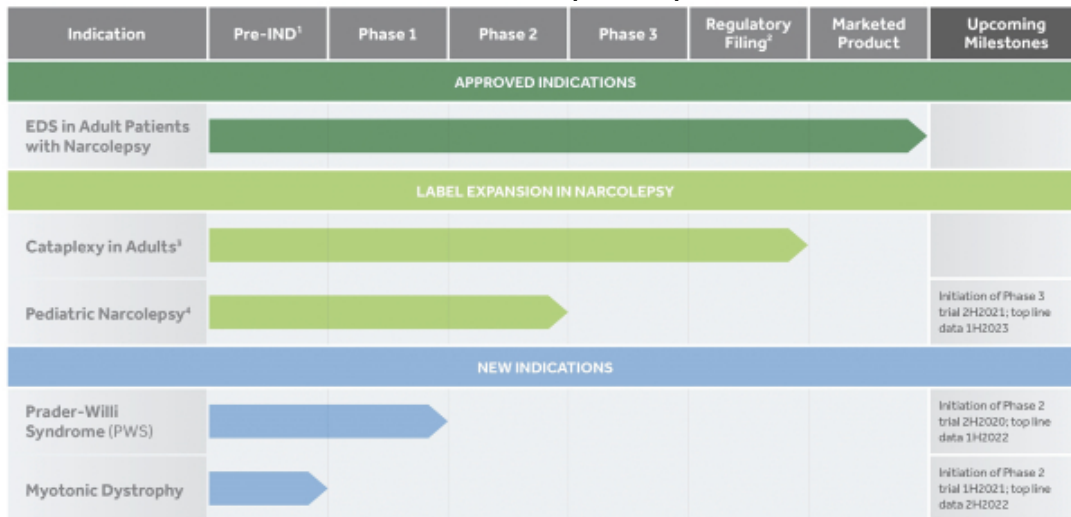 Indication
Pre-IND¹
Phase 1
Phase 2
Phase 3
Regulatory
Filing²
Marketed
Product
Upcoming
Milestones
APPROVED INDICATIONS
EDS in Adult Patients
with Narcolepsy
LABEL EXPANSION IN NARCOLEPSY
Cataplexy in Adults³
Pediatric Narcolepsy⁴
Initiation of Phase 3
trial 2H2021; top line
data 1H2023
NEW INDICATIONS
Prader-Willi
Syndrome (PWS)
Initiation of Phase 2
trial 2H2020; top line
data 1H2022
Myotonic Dystrophy
Initiation of Phase 2
trial 1H2021; top line
data 2H2022